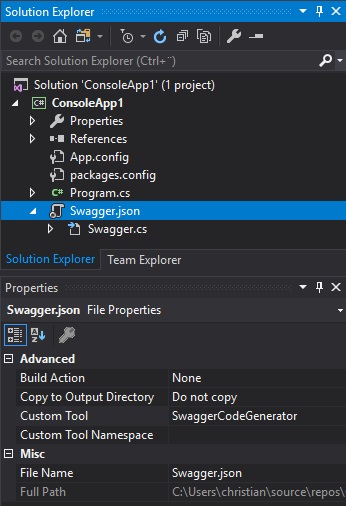 Solution Explorer
Search Solution Explorer (Ctrl+¨)
Solution 'ConsoleApp1' (1 project)
C# ConsoleApp1
Properties
References
App.config
packages.config
C# Program.cs
Swagger.json
Swagger.cs
Solution Explorer Team Explorer
Properties
Swagger.json File Properties
Advanced
Build Action None
Copy to Output Directory Do not copy
Custom Tool SwaggerCodeGenerator
Custom Tool Namespace
Misc
File Name Swagger.json
Full Path C:\Users\christian\source\repos\